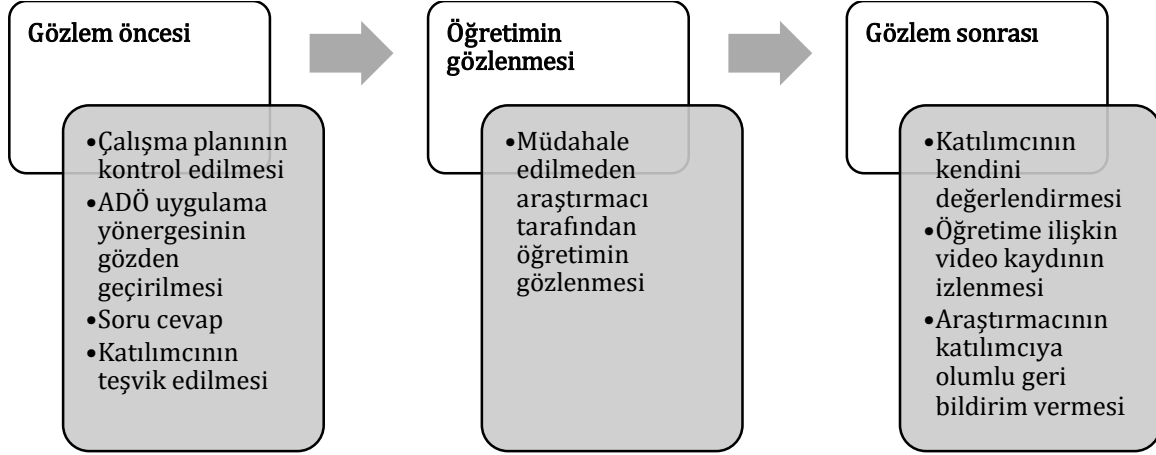 Gözlem öncesi
•Çalışma planının
kontrol edilmesi
•ADÖ uygulama
yönergesinin
gözden
geçirilmesi
•Soru cevap
•Katılımcının
teşvik edilmesi
Öğretimin
gözlenmesi
•Müdahale
edilmeden
araştırmacı
tarafından
öğretimin
gözlenmesi
Gözlem sonrası
•Katılımcının
kendini
değerlendirmesi
•Öğretime ilişkin
video kaydının
izlenmesi
•Araştırmacının
katılımcıya
olumlu geri
bildirim vermesi